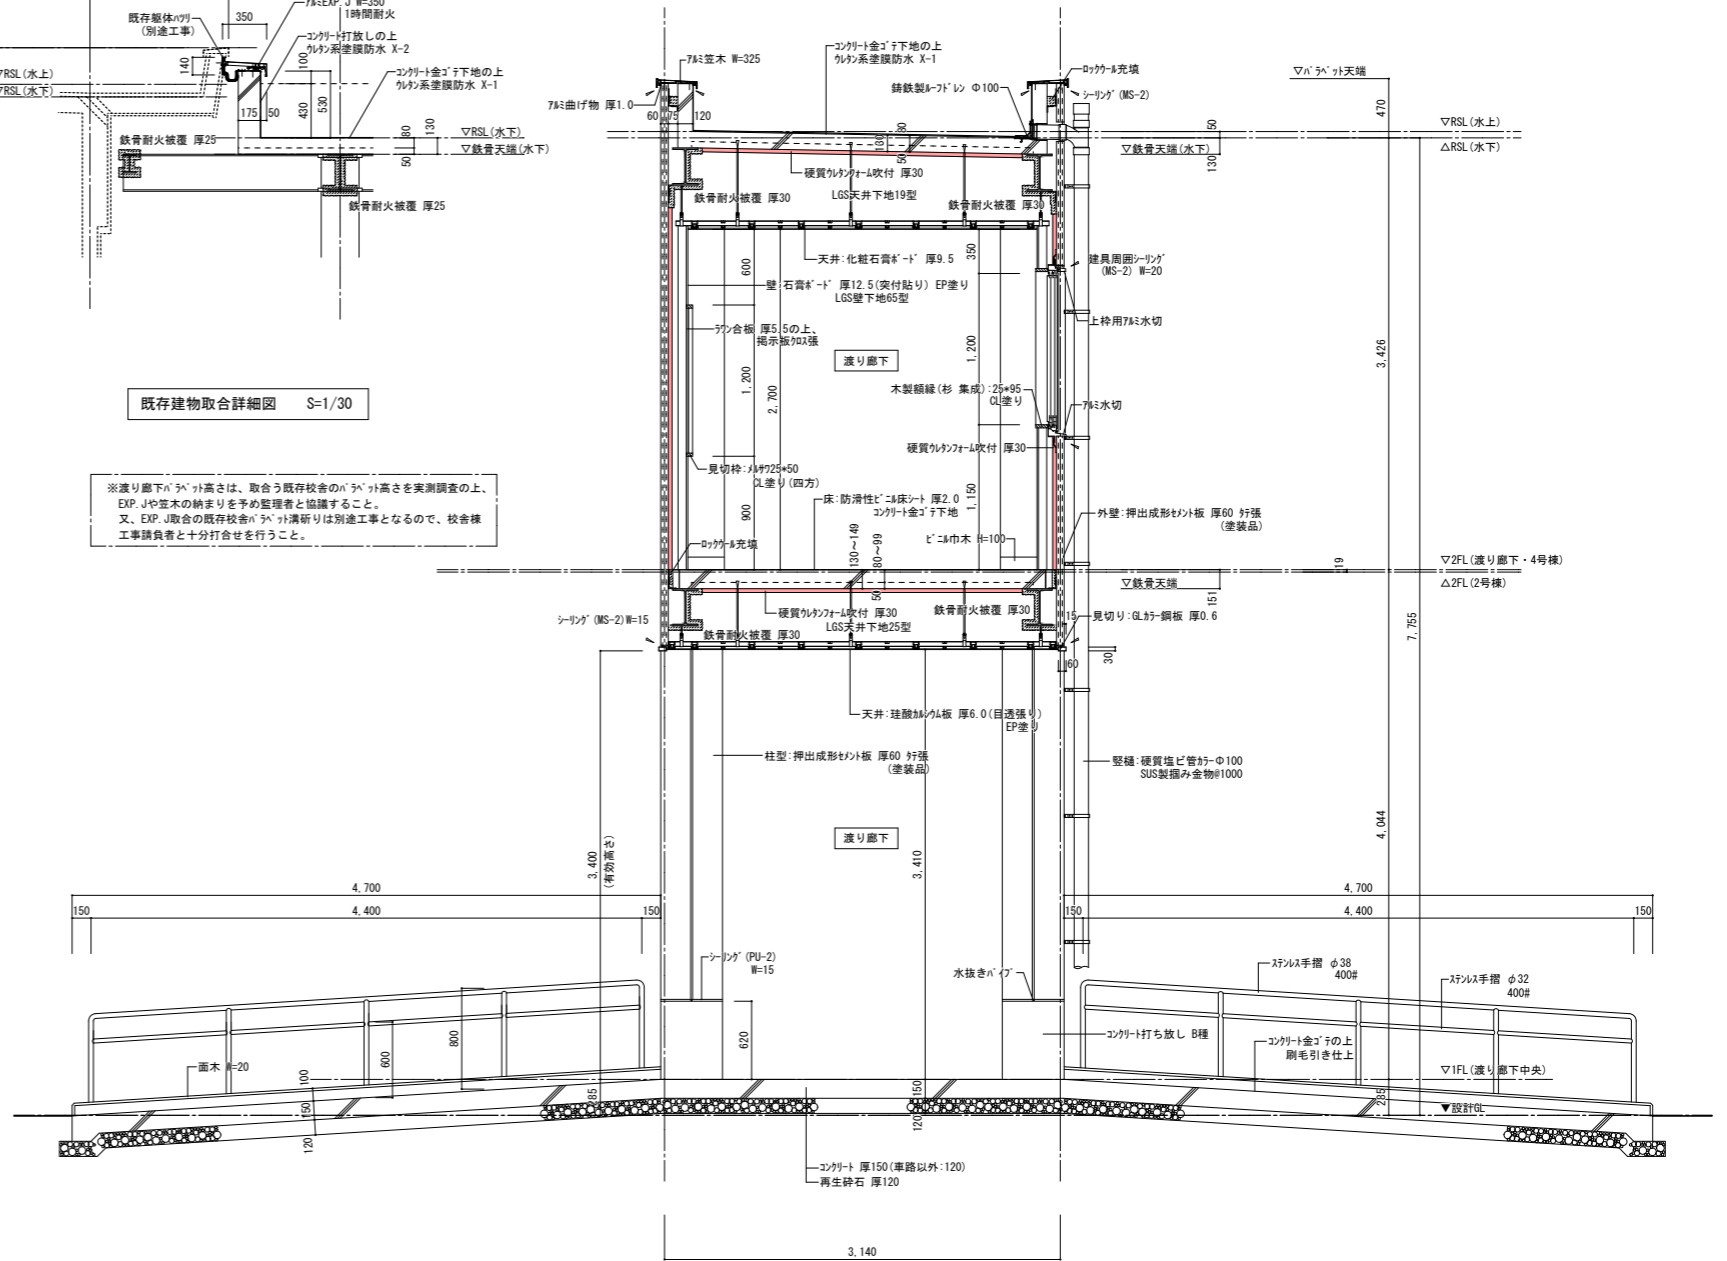 アルミEXP.J W=350
1時間耐火
既存躯体ﾊﾂﾘ
(別途工事)
350
コンクリート打放しの上
ウレタン系塗膜防水 X-2
コンクリート金ゴテ下地の上
ウレタン系塗膜防水 X-1
140
100
430
530
175
50
▽RSL(水上)
▽RSL(水下)
鉄骨耐火被覆 厚25
80
130
50
▽RSL(水下)
▽鉄骨天端(水下)
鉄骨耐火被覆 厚25
既存建物取合詳細図 S=1/30
※渡り廊下パラペット高さは、取合う既存校舎のパラペット高さを実測調査の上、
EXP.Jや笠木の納まりを予め監理者と協議すること。
又、EXP.J取合の既存校舎パラペット溝斫りは別途工事となるので、校舎棟
工事請負者と十分打合せを行うこと。
アルミ笠木 W=325
コンクリート金ゴテ下地の上
ウレタン系塗膜防水 X-1
アルミ曲げ物 厚1.0
60
75
120
鋳鉄製ルーフドレン Φ100
ロックウール充填
シーリング(MS-2)
▽パラペット天端
470
▽RSL(水上)
△RSL(水下)
50
▽鉄骨天端(水下)
130
80
130
50
硬質ウレタンフォーム吹付 厚30
LGS天井下地19型
鉄骨耐火被覆 厚30
鉄骨耐火被覆 厚30
天井:化粧石膏ボード 厚9.5
壁:石膏ボード 厚12.5(突付貼り) EP塗り
LGS壁下地65型
ラワン合板 厚5.5の上、
掲示板クロス張
渡り廊下
600
1,200
2,700
900
350
1,200
1,150
建具周囲シーリング
(MS-2) W=20
上枠用アルミ水切
木製額縁(杉 集成):25*95
CL塗り
アルミ水切
硬質ウレタンフォーム吹付 厚30
見切枠:メルサワ25*50
CL塗り(四方)
床:防滑性ビニル床シート 厚2.0
コンクリート金ゴテ下地
外壁:押出成形セメント板 厚60 タテ張
(塗装品)
ロックウール充填
130～149
80～99
50
ビニル巾木 H=100
3,426
19
▽2FL(渡り廊下・4号棟)
△2FL(2号棟)
▽鉄骨天端
151
シーリング(MS-2)W=15
硬質ウレタンフォーム吹付 厚30
LGS天井下地25型
鉄骨耐火被覆 厚30
鉄骨耐火被覆 厚30
15
見切り:GLカラー鋼板 厚0.6
60
30
7,755
天井:珪酸カルシウム板 厚6.0(目透張り)
EP塗り
柱型:押出成形セメント板 厚60 タテ張
(塗装品)
竪樋:硬質塩ビ管カラーΦ100
SUS製掴み金物@1000
渡り廊下
3,400
(有効高さ)
3,410
4,044
4,700
150
4,400
150
4,700
150
4,400
150
シーリング(PU-2)
W=15
水抜きパイプ
ステンレス手摺 φ38
400#
ステンレス手摺 φ32
400#
800
600
620
コンクリート打ち放し B種
コンクリート金ゴテの上
刷毛引き仕上
面木 W=20
100
150
120
285
150
120
285
▽1FL(渡り廊下中央)
▼設計GL
コンクリート 厚150(車路以外:120)
再生砕石 厚120
3,140